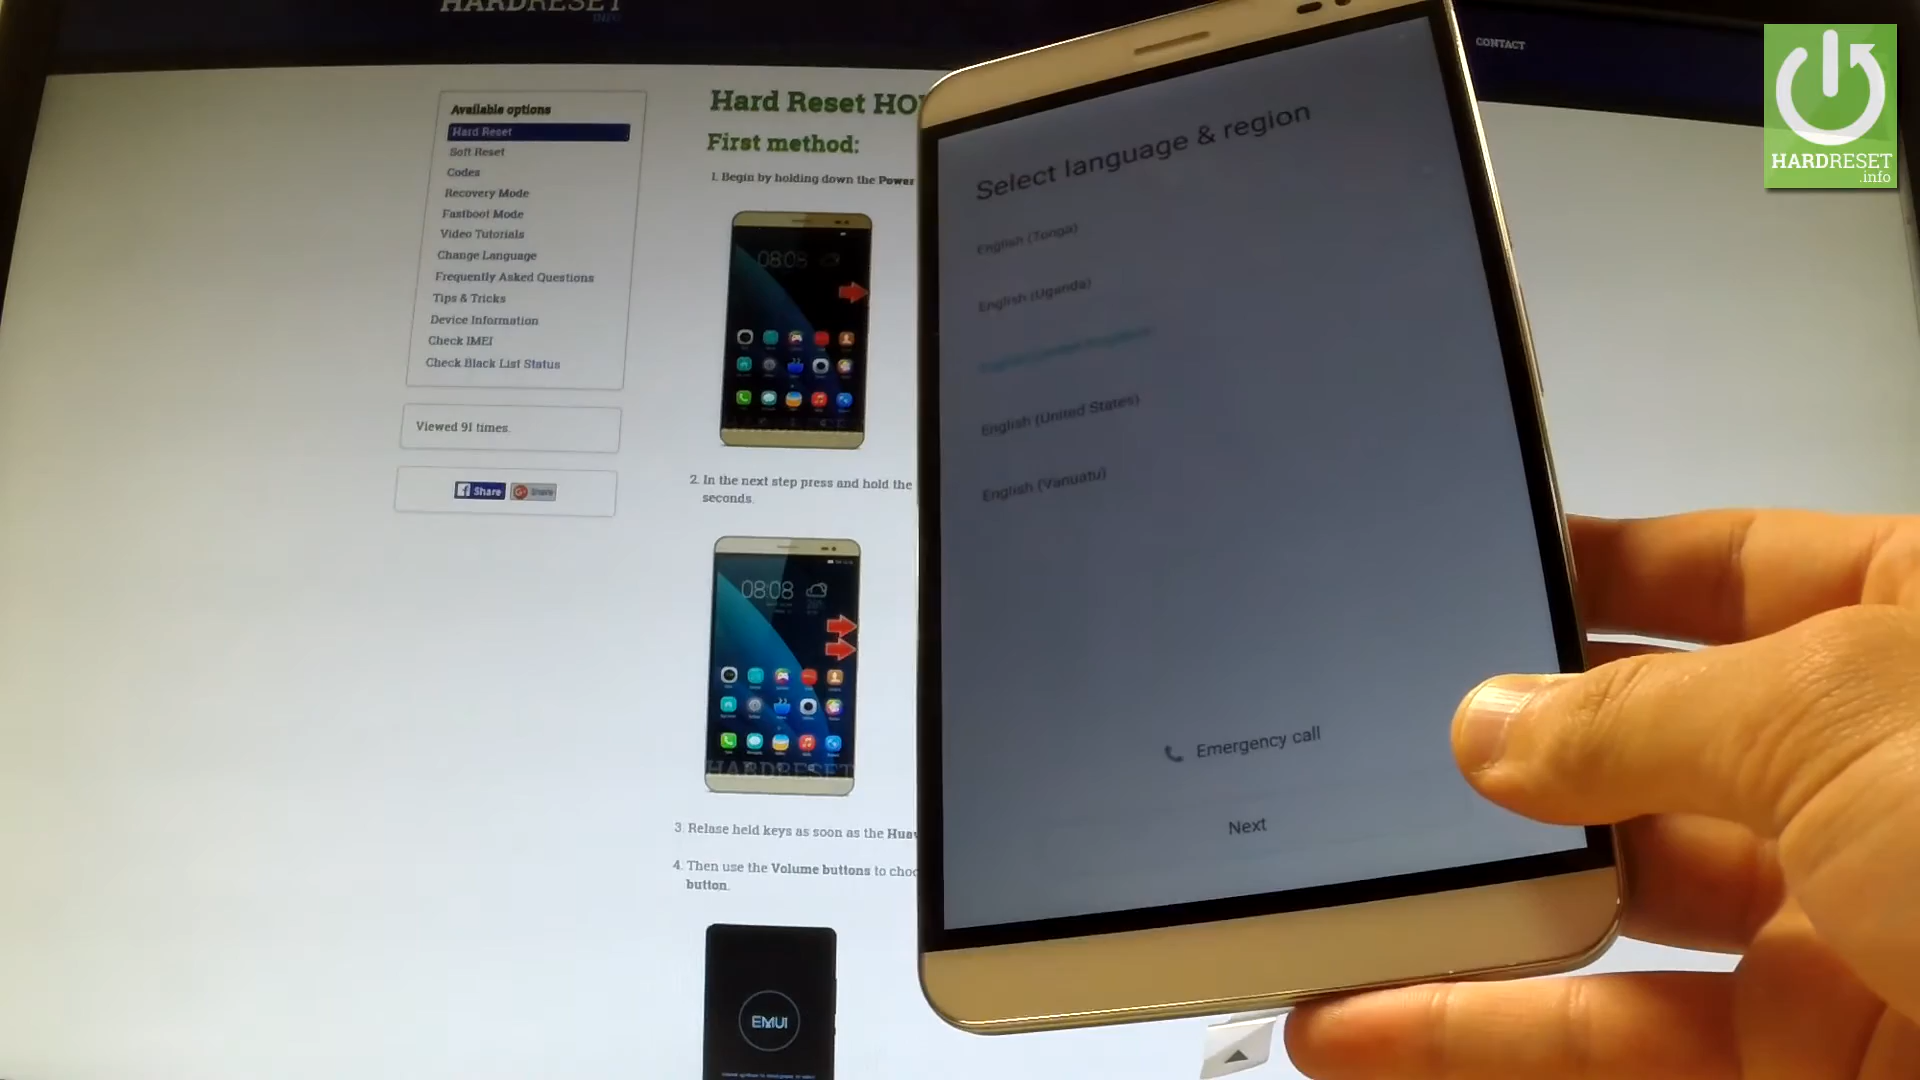 HARDRESET
INFO
CONTACT
HARDRESET
.info
Available options
Hard Reset
Soft Reset
Codes
Recovery Mode
Fastboot Mode
Video Tutorials
Change Language
Frequently Asked Questions
Tips & Tricks
Device Information
Check IMEI
Check Black List Status
Viewed 91 times.
Share
Share
Hard Reset
First method:
1. Begin by holding down the Power
08:08
2. In the next step press and hold the
seconds.
08:08
HARDRESET
3. Relase held keys as soon as the
4. Then use the Volume buttons to
button.
EMUI
Select language & region
English (Tonga)
English (Uganda)
English (United States)
English (Vanuatu)
Emergency call
Next